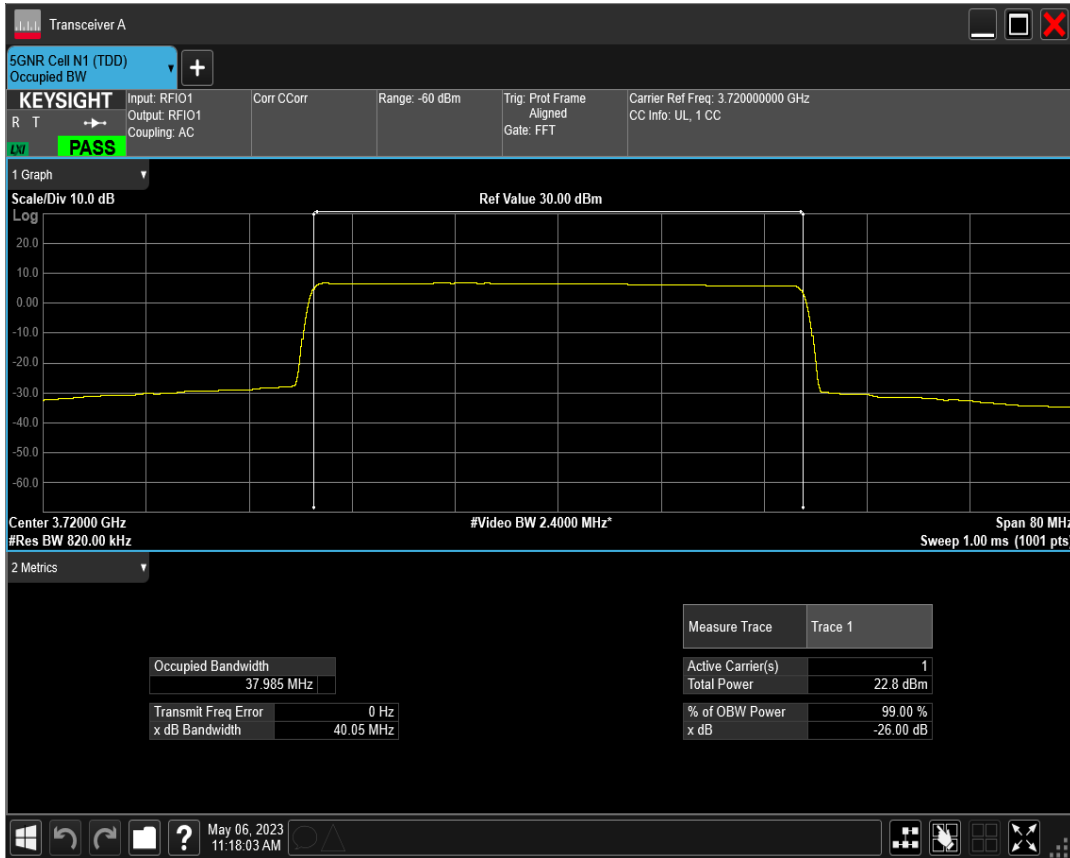 Transceiver A
5GNR Cell N1 (TDD)
Occupied BW
+
KEYSIGHT
R T
LXI
PASS
Input: RFIO1
Output: RFIO1
Coupling: AC
Corr CCorr
Range: -60 dBm
Trig: Prot Frame
Aligned
Gate: FFT
Carrier Ref Freq: 3.720000000 GHz
CC Info: UL, 1 CC
1 Graph
Scale/Div 10.0 dB
Ref Value 30.00 dBm
Log
20.0
10.0
0.00
-10.0
-20.0
-30.0
-40.0
-50.0
-60.0
Center 3.72000 GHz
#Video BW 2.4000 MHz*
Span 80 MHz
#Res BW 820.00 kHz
Sweep 1.00 ms (1001 pts)
2 Metrics
Measure Trace Trace 1
Occupied Bandwidth
37.985 MHz
Active Carrier(s) 1
Total Power 22.8 dBm
Transmit Freq Error 0 Hz
x dB Bandwidth 40.05 MHz
% of OBW Power 99.00 %
x dB -26.00 dB
?
May 06, 2023
11:18:03 AM